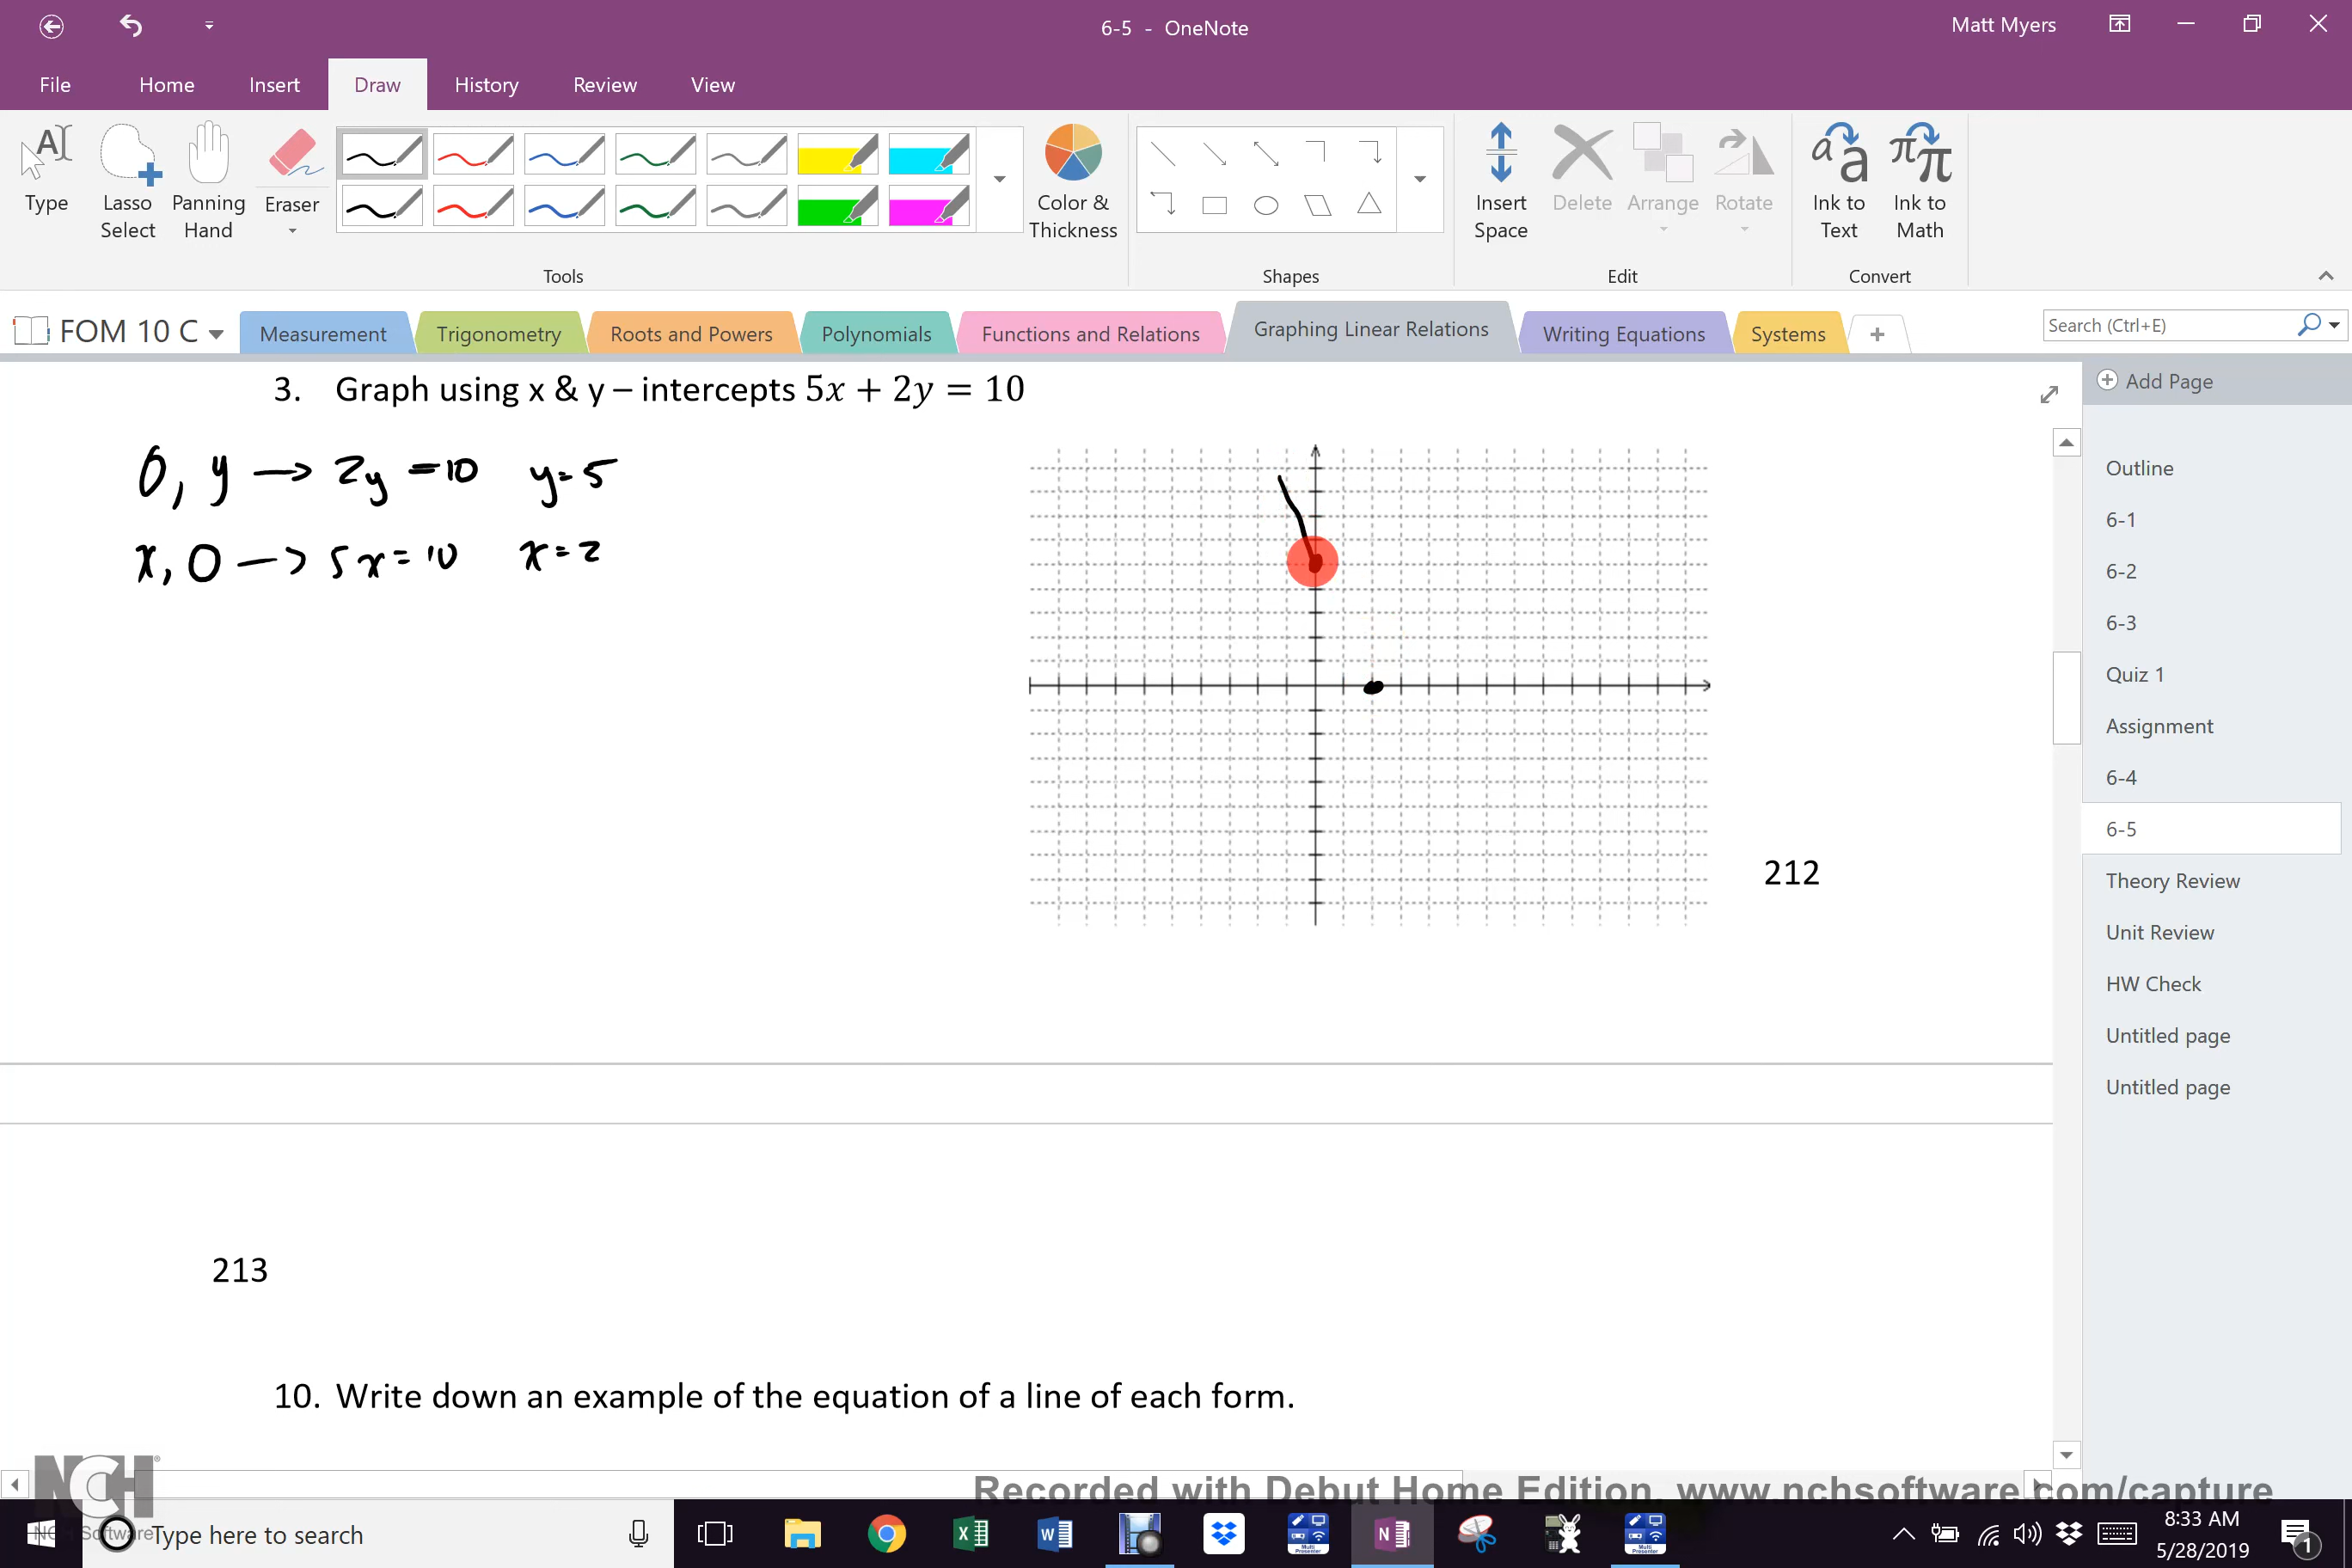 6-5 - OneNote
Matt Myers
File Home Insert Draw History Review View
Type
Lasso Select
Panning Hand
Eraser
Color & Thickness
Insert Space
Delete
Arrange
Rotate
Ink to Text
Ink to Math
Tools
Shapes
Edit
Convert
FOM 10 C
Measurement
Trigonometry
Roots and Powers
Polynomials
Functions and Relations
Graphing Linear Relations
Writing Equations
Systems
Search (Ctrl+E)
3. Graph using x & y – intercepts 5x + 2y = 10
0, y → 2y = 10 y = 5
x, 0 → 5x = 10 x = 2
212
213
10. Write down an example of the equation of a line of each form.
Add Page
Outline
6-1
6-2
6-3
Quiz 1
Assignment
6-4
6-5
Theory Review
Unit Review
HW Check
Untitled page
Untitled page
NCH
NCH Software
Recorded with Debut Home Edition. www.nchsoftware.com/capture
Type here to search
8:33 AM
5/28/2019
1